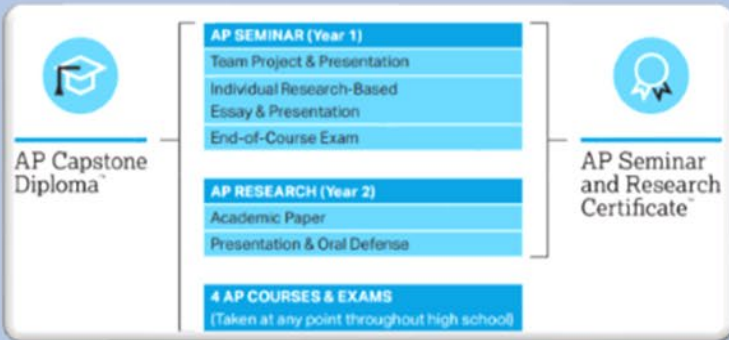 AP Capstone
Diploma™
AP SEMINAR (Year 1)
Team Project & Presentation
Individual Research-Based
Essay & Presentation
End-of-Course Exam
AP RESEARCH (Year 2)
Academic Paper
Presentation & Oral Defense
4 AP COURSES & EXAMS
(Taken at any point throughout high school)
AP Seminar
and Research
Certificate™